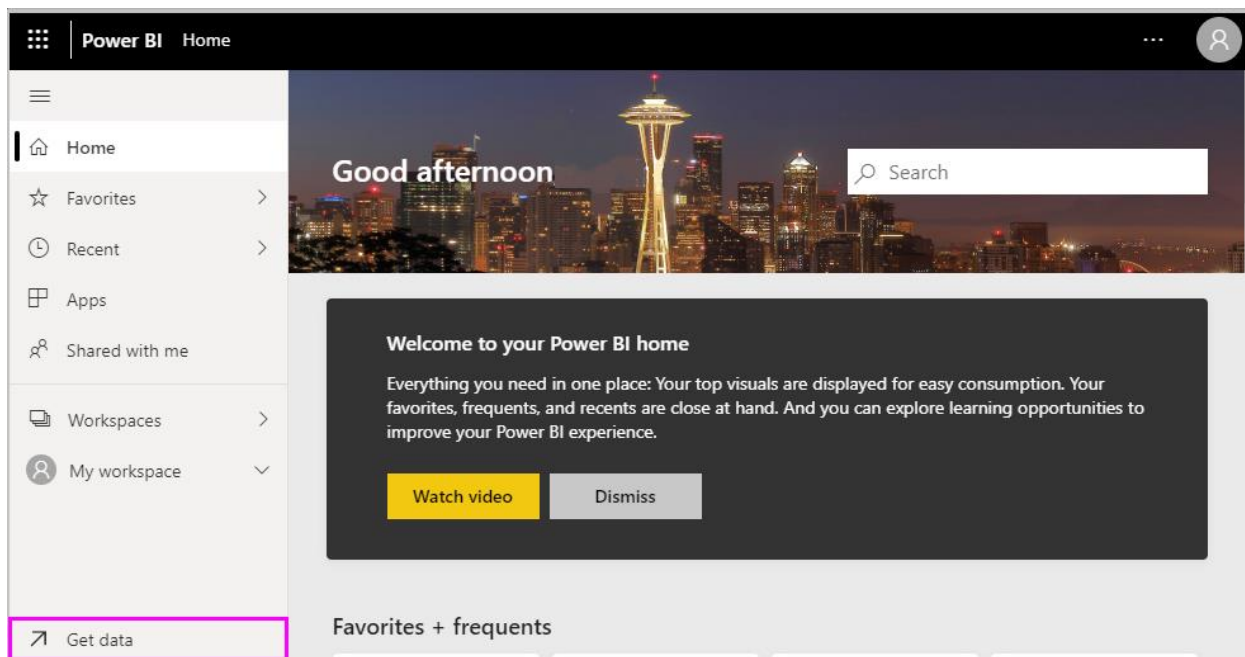 Power BI Home
Home
Favorites
Recent
Apps
Shared with me
Workspaces
My workspace
Get data
Good afternoon
Search
Welcome to your Power BI home
Everything you need in one place: Your top visuals are displayed for easy consumption. Your
favorites, frequents, and recents are close at hand. And you can explore learning opportunities to
improve your Power BI experience.
Watch video Dismiss
Favorites + frequents